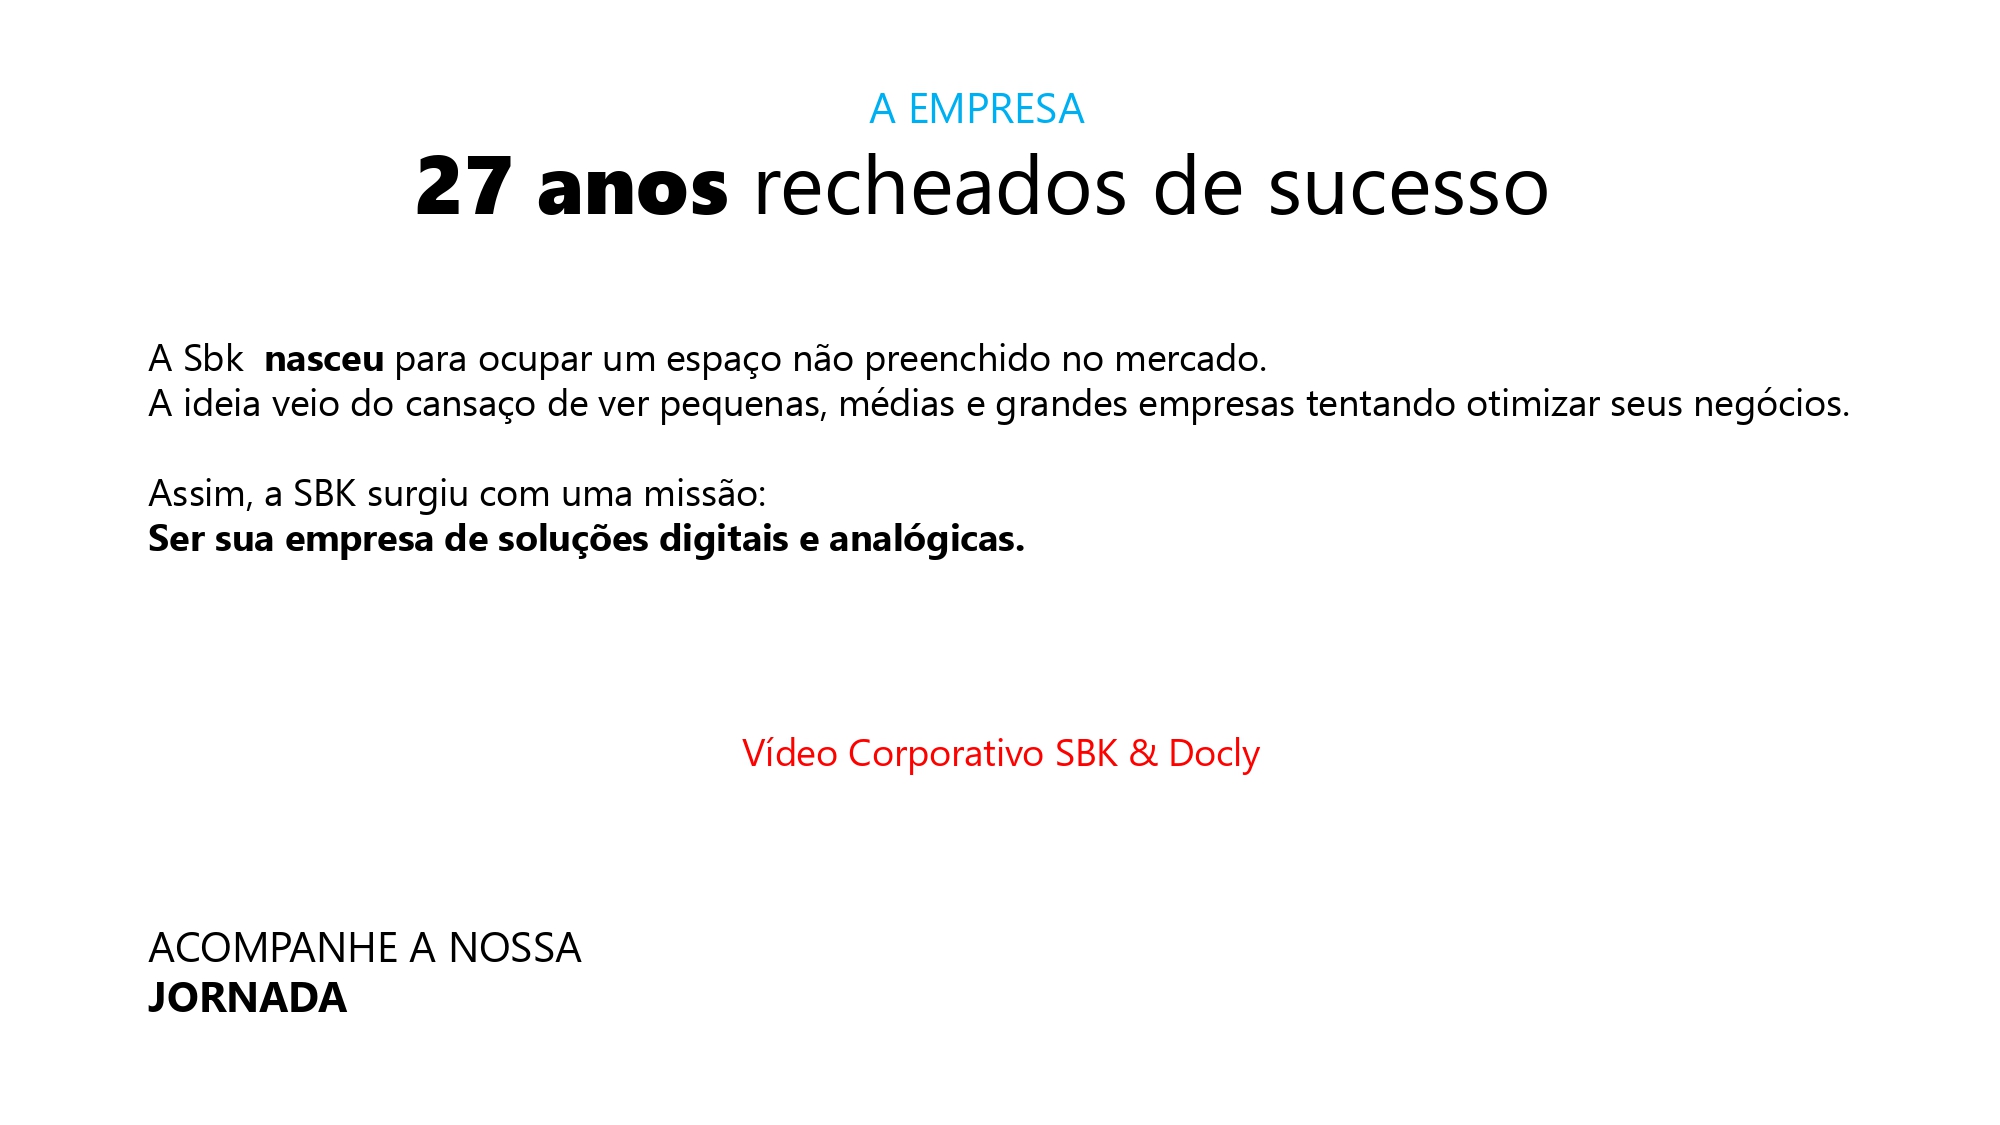 A EMPRESA
27 anos recheados de sucesso
A Sbk  nasceu para ocupar um espaço não preenchido no mercado.
A ideia veio do cansaço de ver pequenas, médias e grandes empresas tentando otimizar seus negócios.
Assim, a SBK surgiu com uma missão:
Ser sua empresa de soluções digitais e analógicas.
Vídeo Corporativo SBK & Docly
ACOMPANHE A NOSSA
JORNADA